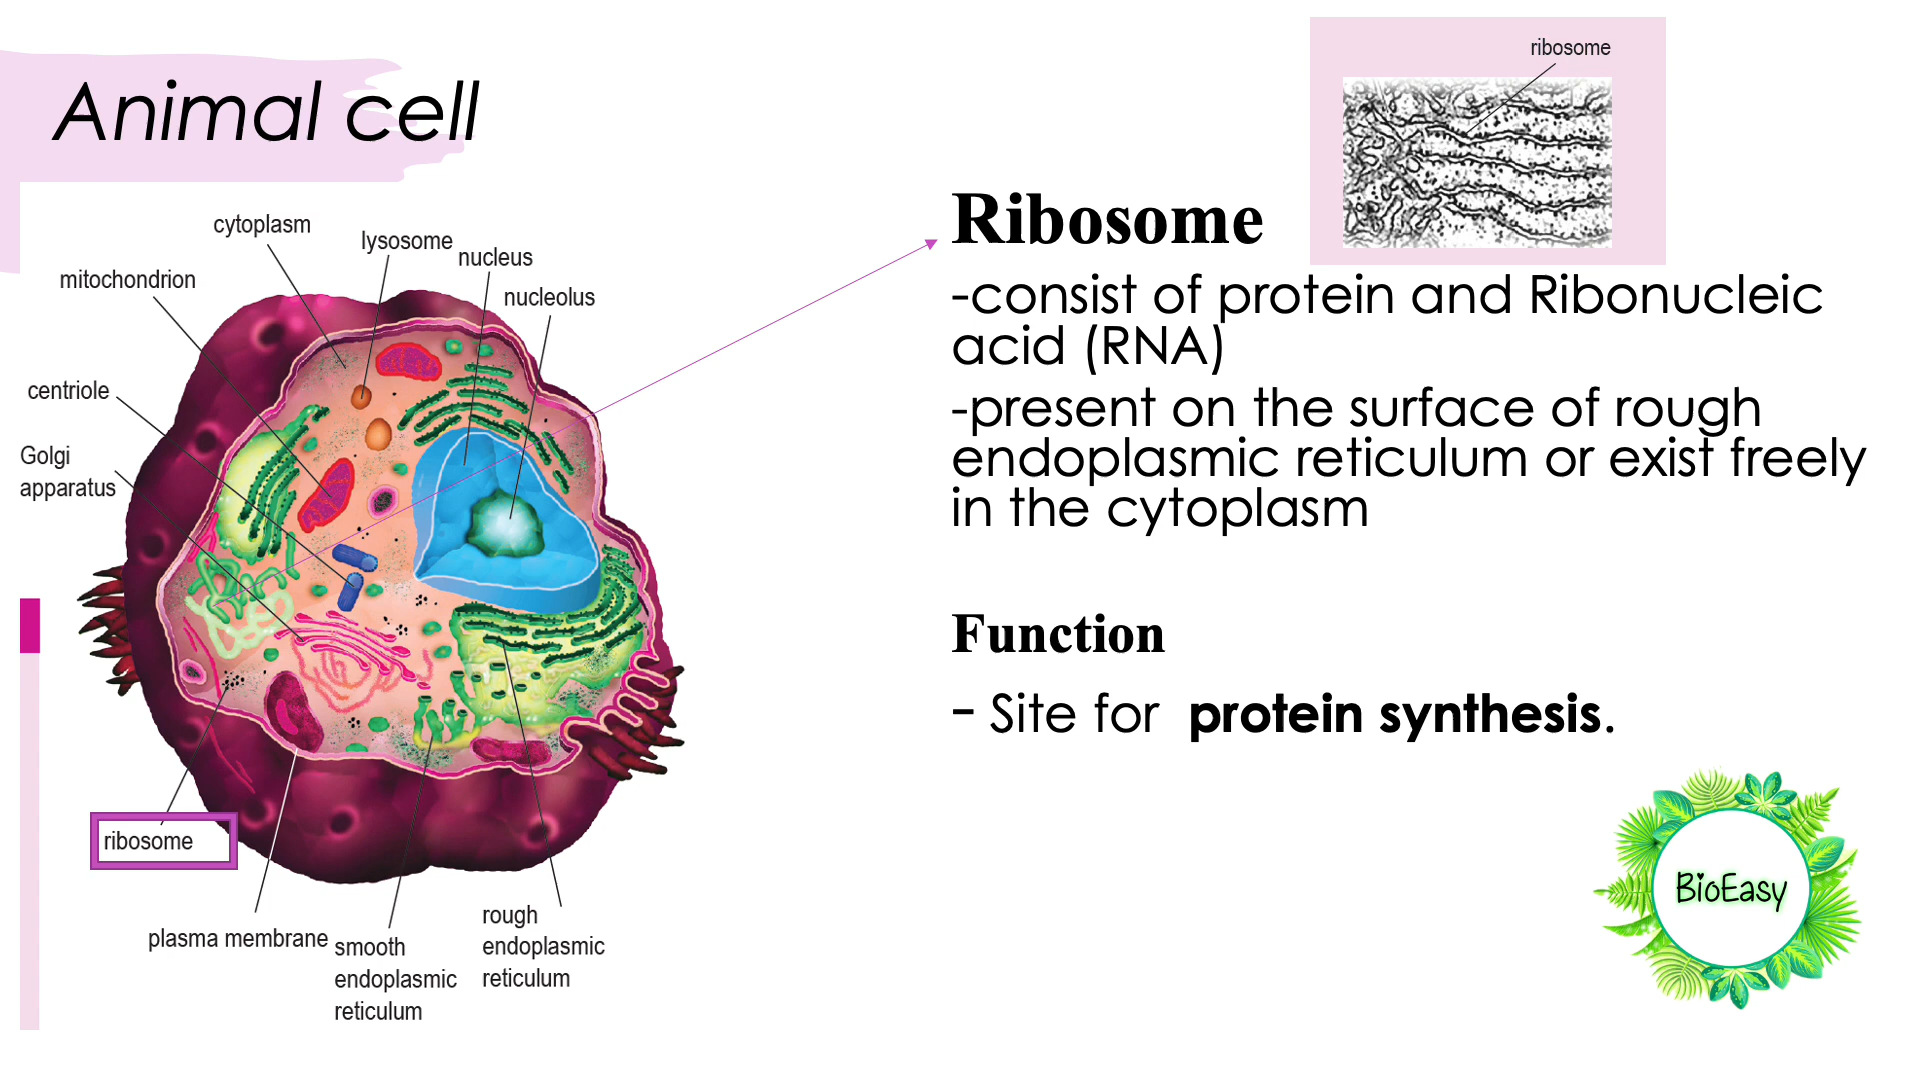 Animal cell
cytoplasm
lysosome
nucleus
mitochondrion
nucleolus
centriole
Golgi
apparatus
ribosome
plasma membrane
smooth
endoplasmic
reticulum
rough
endoplasmic
reticulum
ribosome
Ribosome
-consist of protein and Ribonucleic
acid (RNA)
-present on the surface of rough
endoplasmic reticulum or exist freely
in the cytoplasm
Function
- Site for protein synthesis.
BioEasy